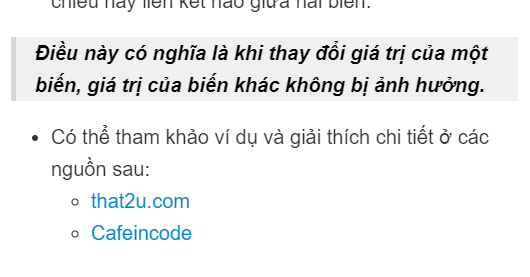 chiều hay liên kết nào giữa hai biến.
Điều này có nghĩa là khi thay đổi giá trị của một
biến, giá trị của biến khác không bị ảnh hưởng.
Có thể tham khảo ví dụ và giải thích chi tiết ở các
nguồn sau:
that2u.com
Cafeincode